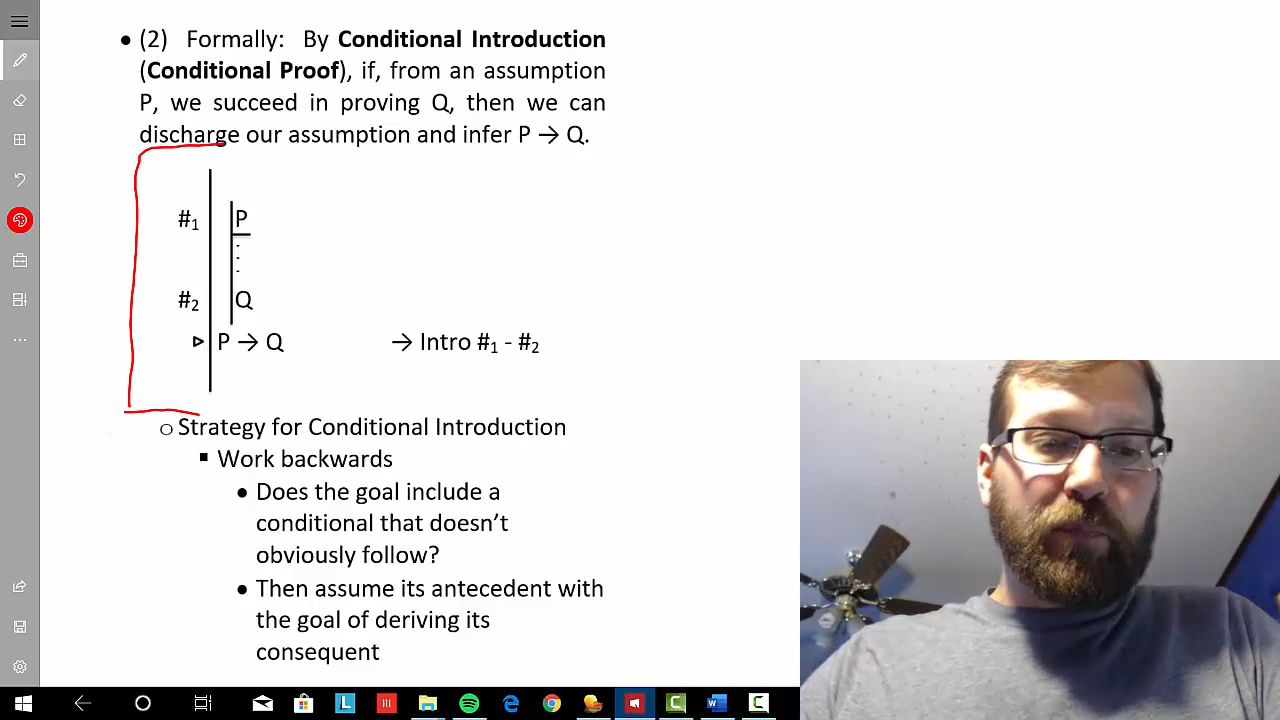 • (2) Formally: By Conditional Introduction
(Conditional Proof), if, from an assumption
P, we succeed in proving Q, then we can
discharge our assumption and infer P → Q.
#₁ P
.
.
.
#₂ Q
▷ P → Q → Intro #₁ - #₂
o Strategy for Conditional Introduction
▪ Work backwards
• Does the goal include a
conditional that doesn’t
obviously follow?
• Then assume its antecedent with
the goal of deriving its
consequent